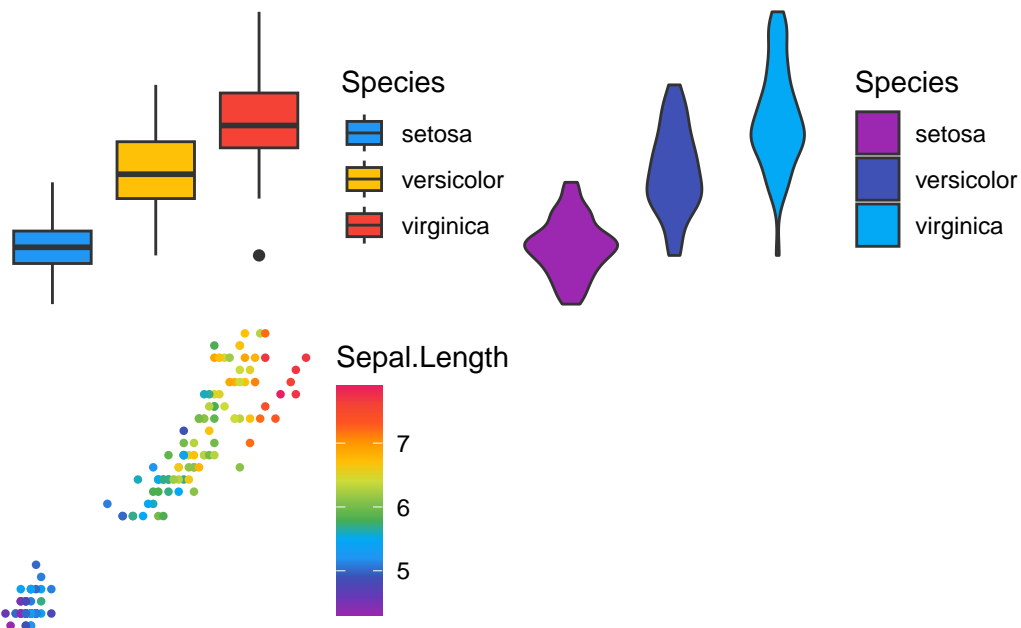 Species
setosa
versicolor
virginica
Species
setosa
versicolor
virginica
Sepal.Length
7
6
5